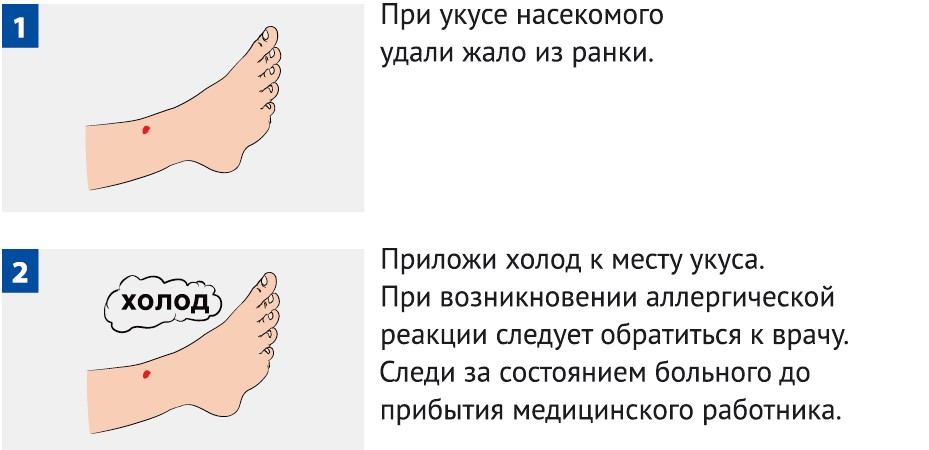 1
При укусе насекомого
удали жало из ранки.
2
холод
Приложи холод к месту укуса.
При возникновении аллергической
реакции следует обратиться к врачу.
Следи за состоянием больного до
прибытия медицинского работника.